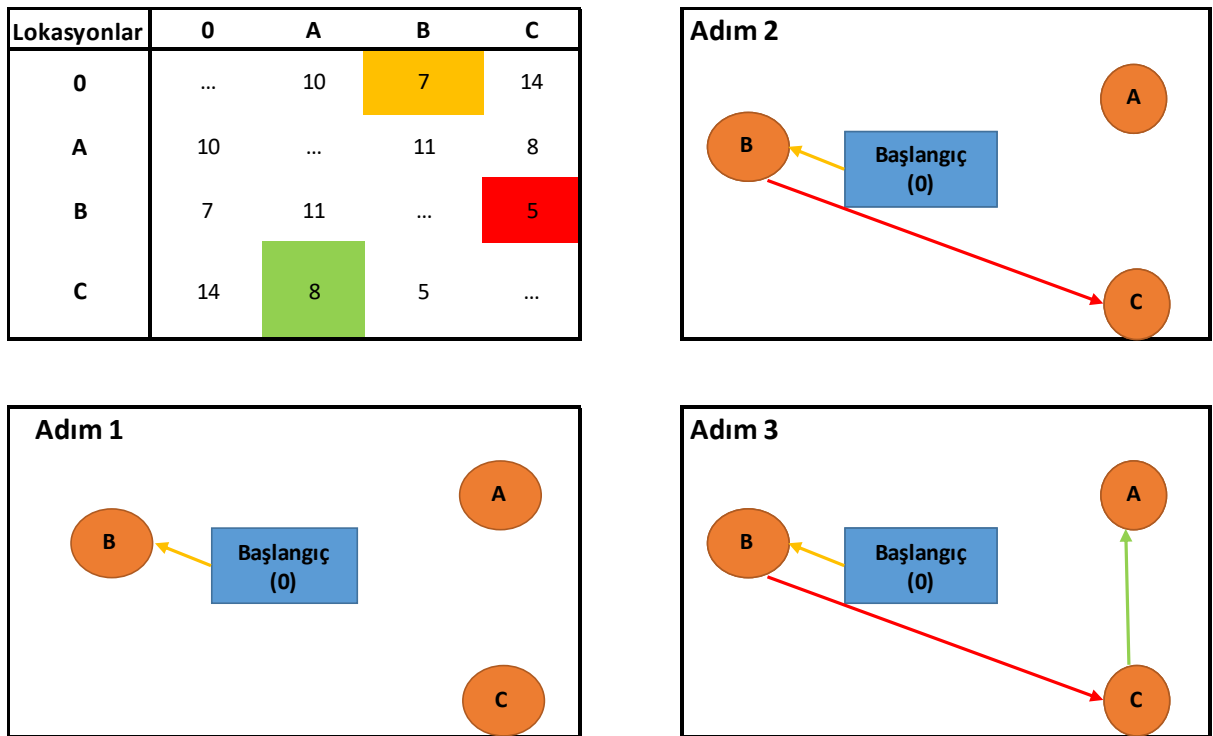 Lokasyonlar 0 A B C
0 ... 10 7 14
A 10 ... 11 8
B 7 11 ... 5
C 14 8 5 ...
Adım 2
A
B
Başlangıç
(0)
C
Adım 1
A
B
Başlangıç
(0)
C
Adım 3
A
B
Başlangıç
(0)
C